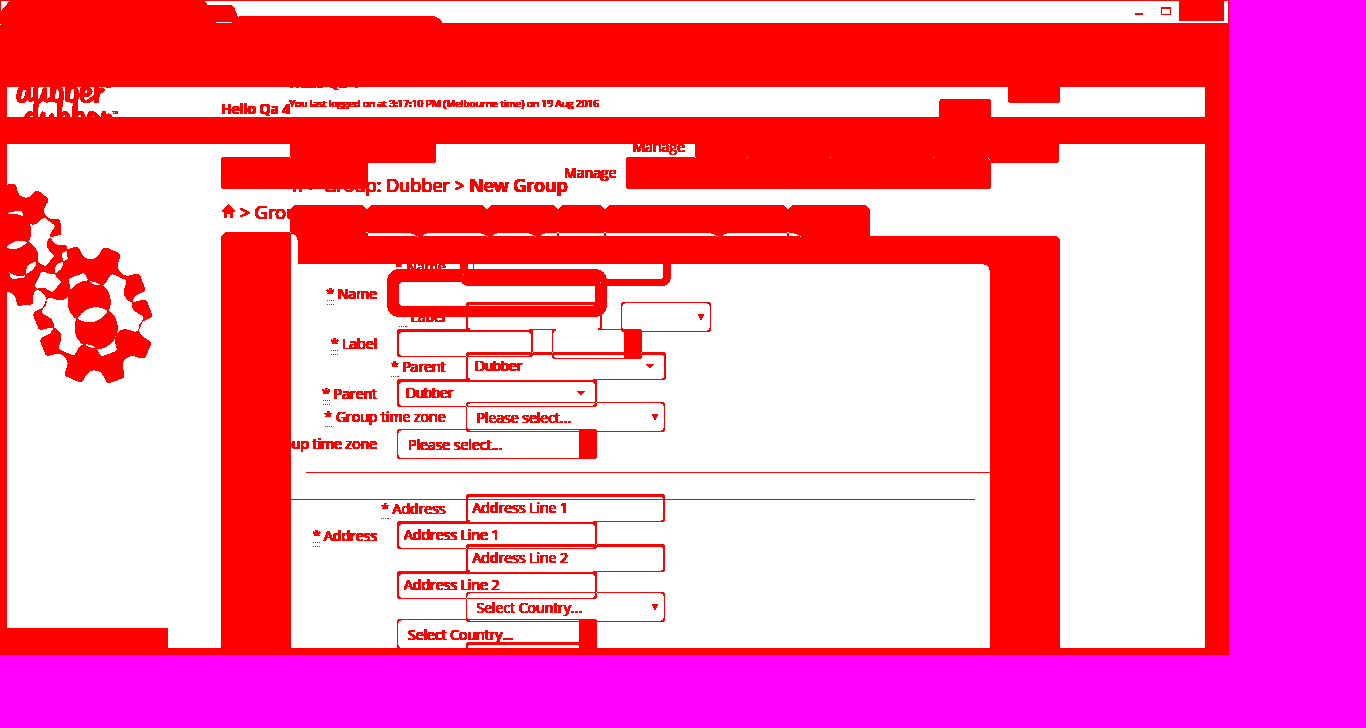 dubber
dubber
You last logged on at 3:17:10 PM (Melbourne time) on 19 Aug 2016
Hello Qa 4
Manage
Manage
Group: Dubber > New Group
> Grou
* Name
* Name
Label
* Label
* Parent Dubber
* Parent Dubber
* Group time zone Please select...
up time zone Please select...
* Address Address Line 1
* Address Address Line 1
Address Line 2
Address Line 2
Select Country...
Select Country...